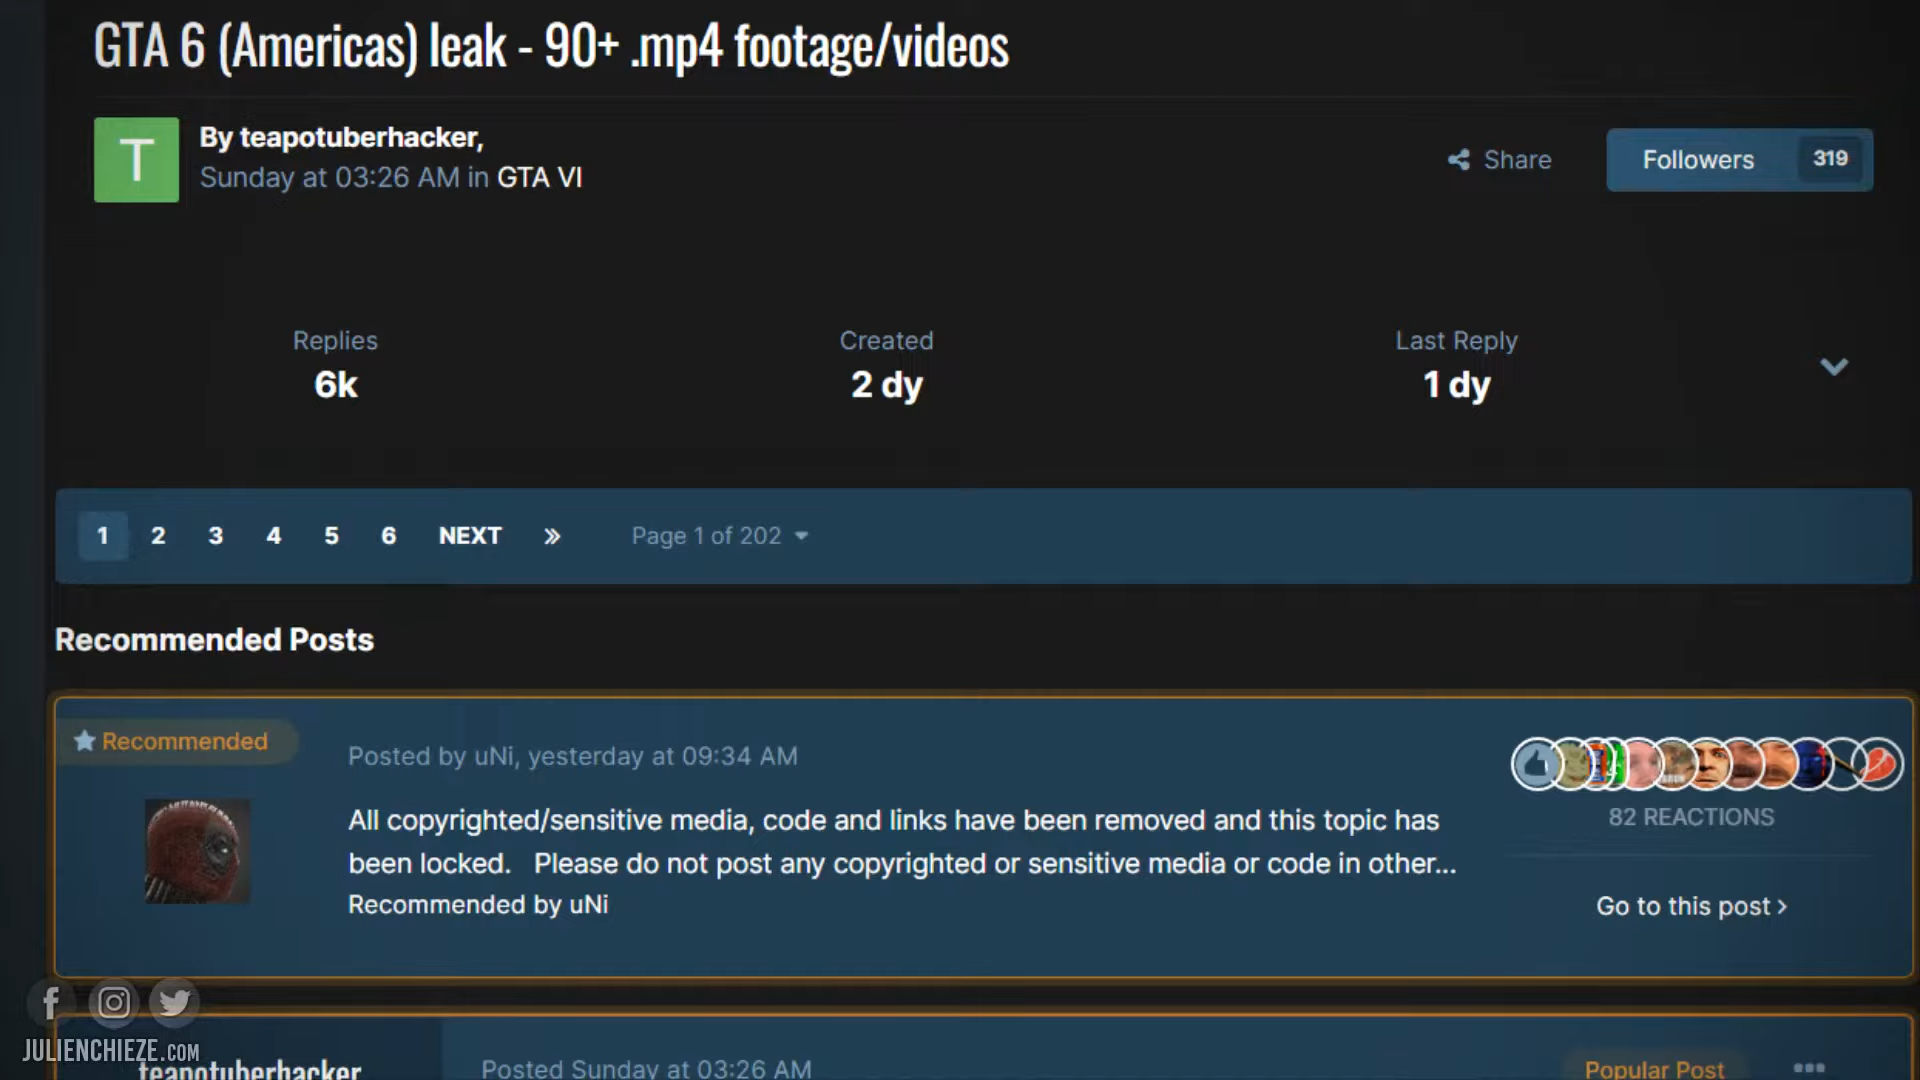 GTA 6 (Americas) leak - 90+ .mp4 footage/videos
T
By teapotuberhacker,
Sunday at 03:26 AM in GTA VI
Share
Followers 319
Replies
6k
Created
2 dy
Last Reply
1 dy
1 2 3 4 5 6 NEXT » Page 1 of 202
Recommended Posts
Recommended
Posted by uNi, yesterday at 09:34 AM
All copyrighted/sensitive media, code and links have been removed and this topic has
been locked. Please do not post any copyrighted or sensitive media or code in other...
Recommended by uNi
82 REACTIONS
Go to this post ›
JULIENCHIEZE.COM
teapotuberhacker
Posted Sunday at 03:26 AM
Popular Post